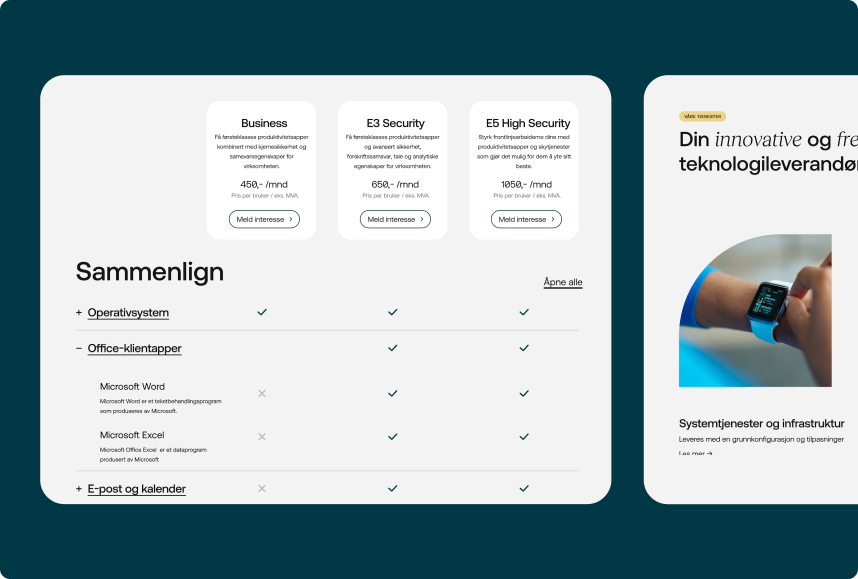 Business
Få førsteklasses produktivitetsapper
kombinert med kjernesikkerhet og
samsvarsegenskaper for
virksomheten.
450,- /mnd
Pris per bruker / eks. MVA.
Meld interesse
E3 Security
Få førsteklasses produktivitetsapper
og avansert sikkerhet,
forskriftssamsvar, tale og analytiske
egenskaper for virksomheten.
650,- /mnd
Pris per bruker / eks. MVA.
Meld interesse
E5 High Security
Styrk frontlinjearbeiderne dine med
produktivitetsapper og skytjenester
som gjør det mulig for dem å yte sitt
beste.
1050,- /mnd
Pris per bruker / eks. MVA.
Meld interesse
Sammenlign
Åpne alle
+ Operativsystem
– Office-klientapper
Microsoft Word
Microsoft Word er et tekstbehandlingsprogram
som produseres av Microsoft.
Microsoft Excel
Microsoft Office Excel er et dataprogram
produsert av Microsoft
+ E-post og kalender
VÅRE TJENESTER
Din innovative og fre
teknologileverandør
Systemtjenester og infrastruktur
Leveres med en grunnkonfigurasjon og tilpasninger
Les mer →